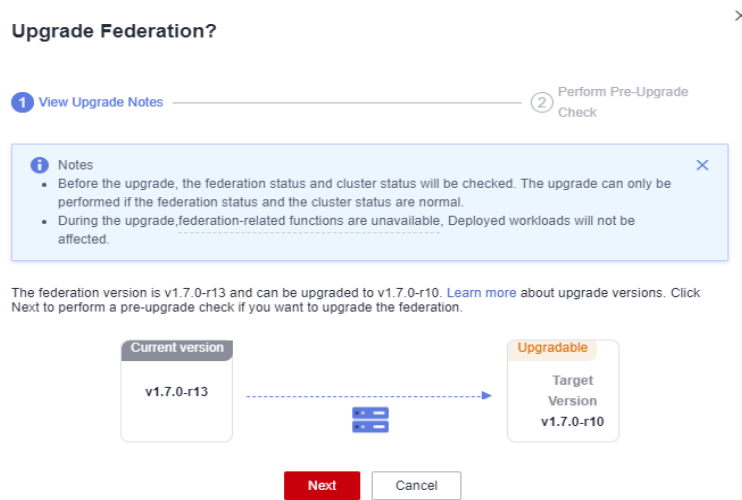 Upgrade Federation?
1 View Upgrade Notes
2 Perform Pre-Upgrade
Check
Notes
• Before the upgrade, the federation status and cluster status will be checked. The upgrade can only be
performed if the federation status and the cluster status are normal.
• During the upgrade,federation-related functions are unavailable, Deployed workloads will not be
affected.
The federation version is v1.7.0-r13 and can be upgraded to v1.7.0-r10. Learn more about upgrade versions. Click
Next to perform a pre-upgrade check if you want to upgrade the federation.
Current version
v1.7.0-r13
Upgradable
Target
Version
v1.7.0-r10
Next
Cancel